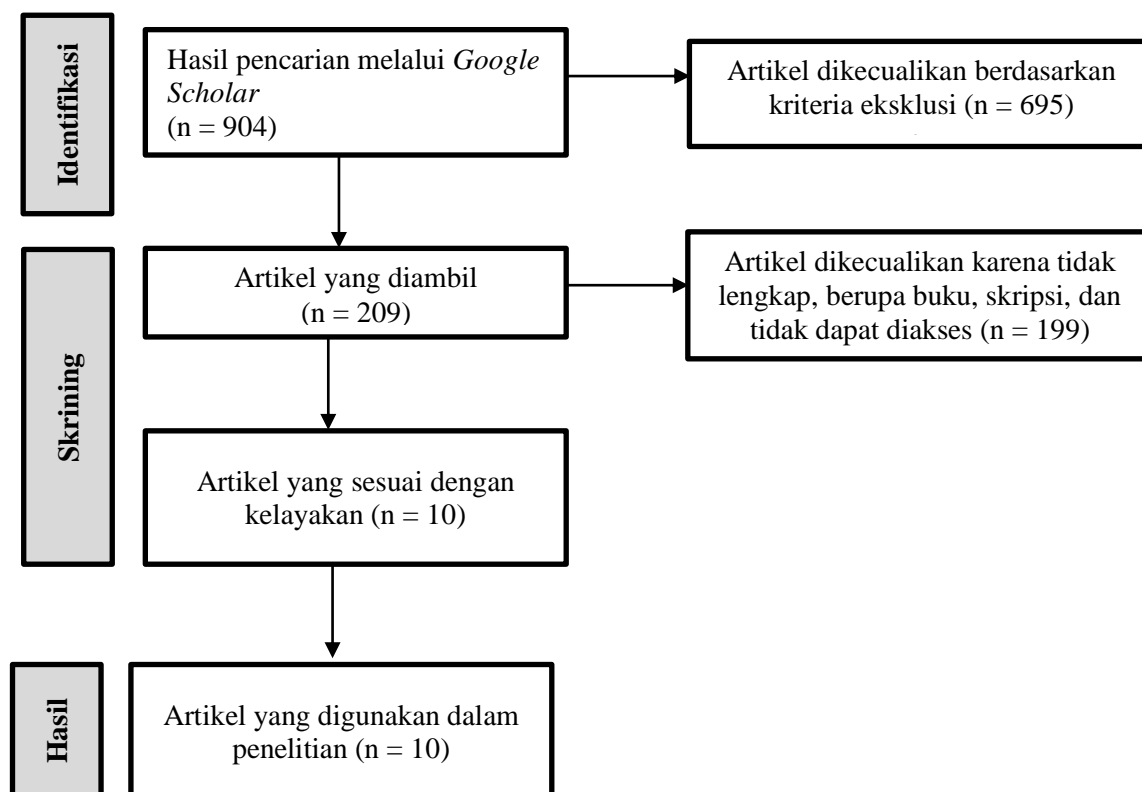 Identifikasi
Hasil pencarian melalui Google
Scholar
(n = 904)
Artikel dikecualikan berdasarkan
kriteria eksklusi (n = 695)
Skrining
Artikel yang diambil
(n = 209)
Artikel dikecualikan karena tidak
lengkap, berupa buku, skripsi, dan
tidak dapat diakses (n = 199)
Artikel yang sesuai dengan
kelayakan (n = 10)
Hasil
Artikel yang digunakan dalam
penelitian (n = 10)